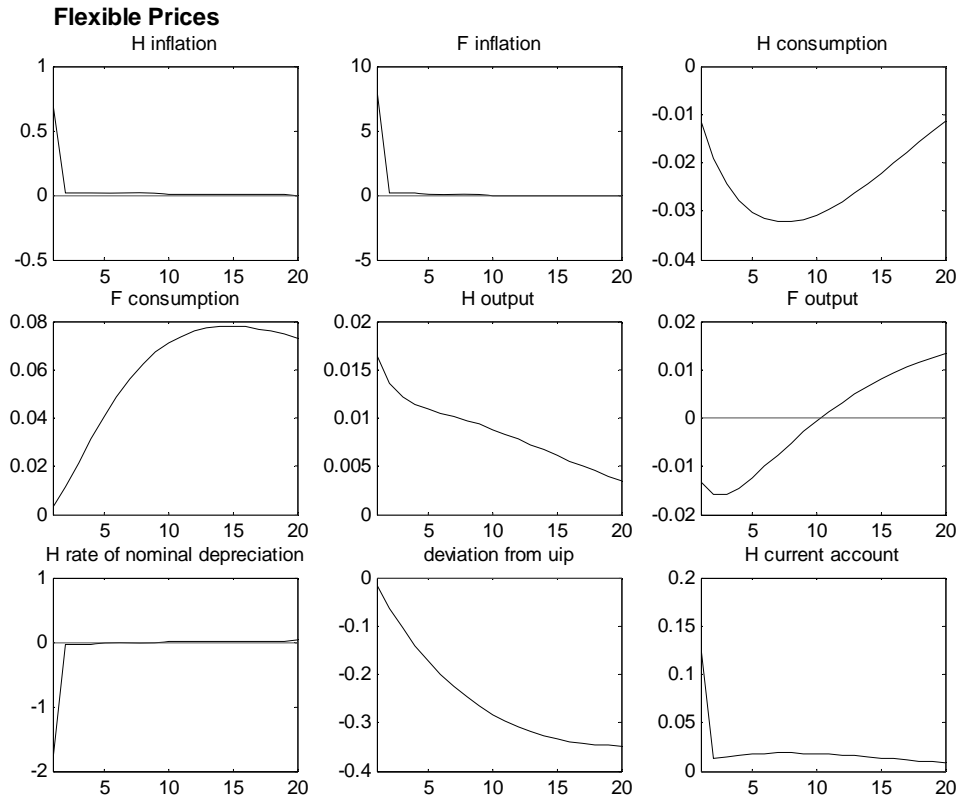 Flexible Prices
H inflation F inflation H consumption
1 10 0
0.5 5 -0.01
0 0 -0.02
-0.03
-0.5 -5 -0.04
5 10 15 20 5 10 15 20 5 10 15 20
F consumption H output F output
0.08 0.02 0.02
0.06 0.015 0.01
0.04 0.01 0
0.02 0.005 -0.01
0 0 -0.02
5 10 15 20 5 10 15 20 5 10 15 20
H rate of nominal depreciation deviation from uip H current account
1 0 0.2
0 -0.1 0.15
-0.2 0.1
-1 -0.3 0.05
-2 -0.4 0
5 10 15 20 5 10 15 20 5 10 15 20